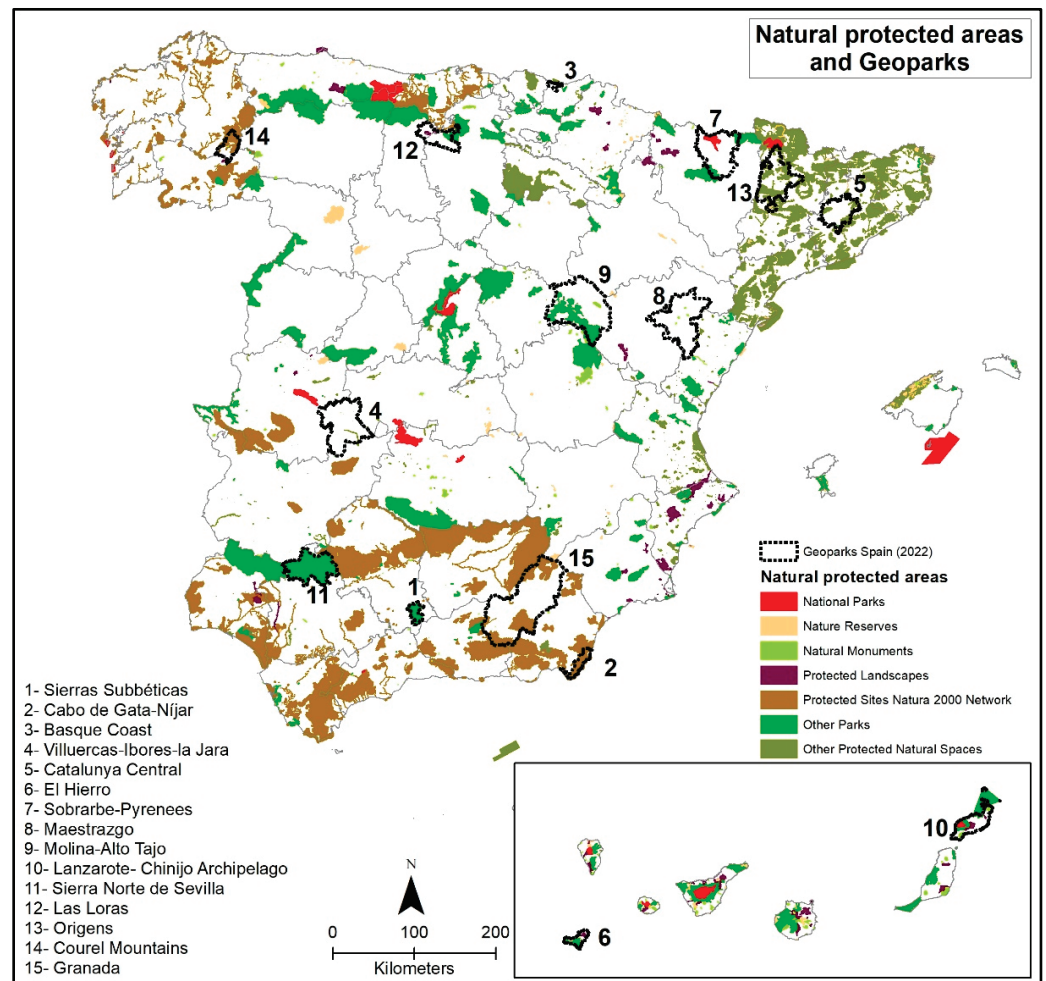 Natural protected areas
and Geoparks
3
7
14
12
13
5
9
8
4
15
11
1
2
Geoparks Spain (2022)
Natural protected areas
National Parks
Nature Reserves
Natural Monuments
Protected Landscapes
Protected Sites Natura 2000 Network
Other Parks
Other Protected Natural Spaces
1- Sierras Subbéticas
2- Cabo de Gata-Níjar
3- Basque Coast
4- Villuercas-Ibores-la Jara
5- Catalunya Central
6- El Hierro
7- Sobrarbe-Pyrenees
8- Maestrazgo
9- Molina-Alto Tajo
10- Lanzarote- Chinijo Archipelago
11- Sierra Norte de Sevilla
12- Las Loras
13- Origens
14- Courel Mountains
15- Granada
N
0 100 200
Kilometers
10
6